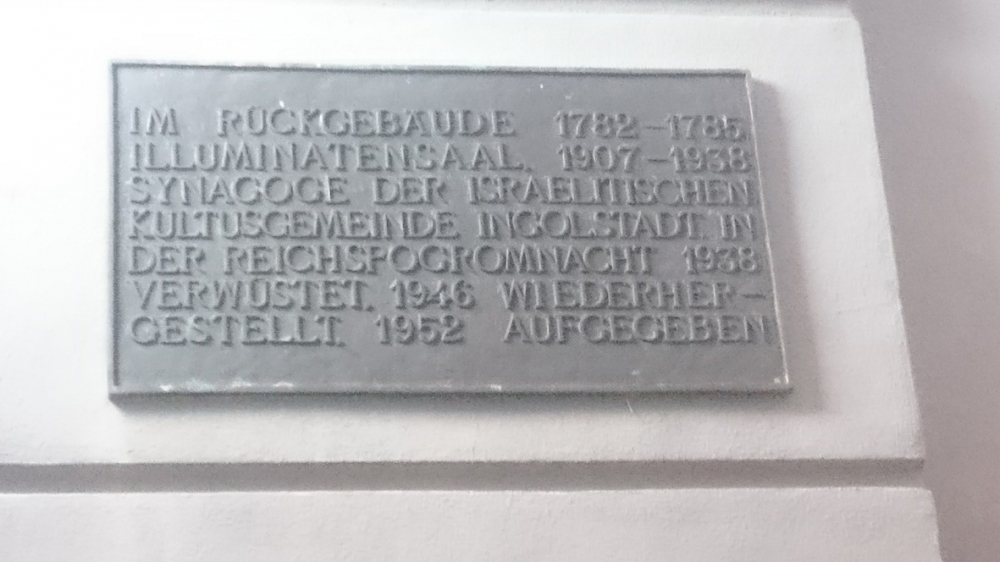 IM RÜCKGEBÄUDE 1782–1785
ILLUMINATENSAAL. 1907–1938
SYNAGOGE DER ISRAELITISCHEN
KULTUSGEMEINDE INGOLSTADT IN
DER REICHSPOGROMNACHT 1938
VERWÜSTET. 1946 WIEDERHER–
GESTELLT. 1952 AUFGEGEBEN